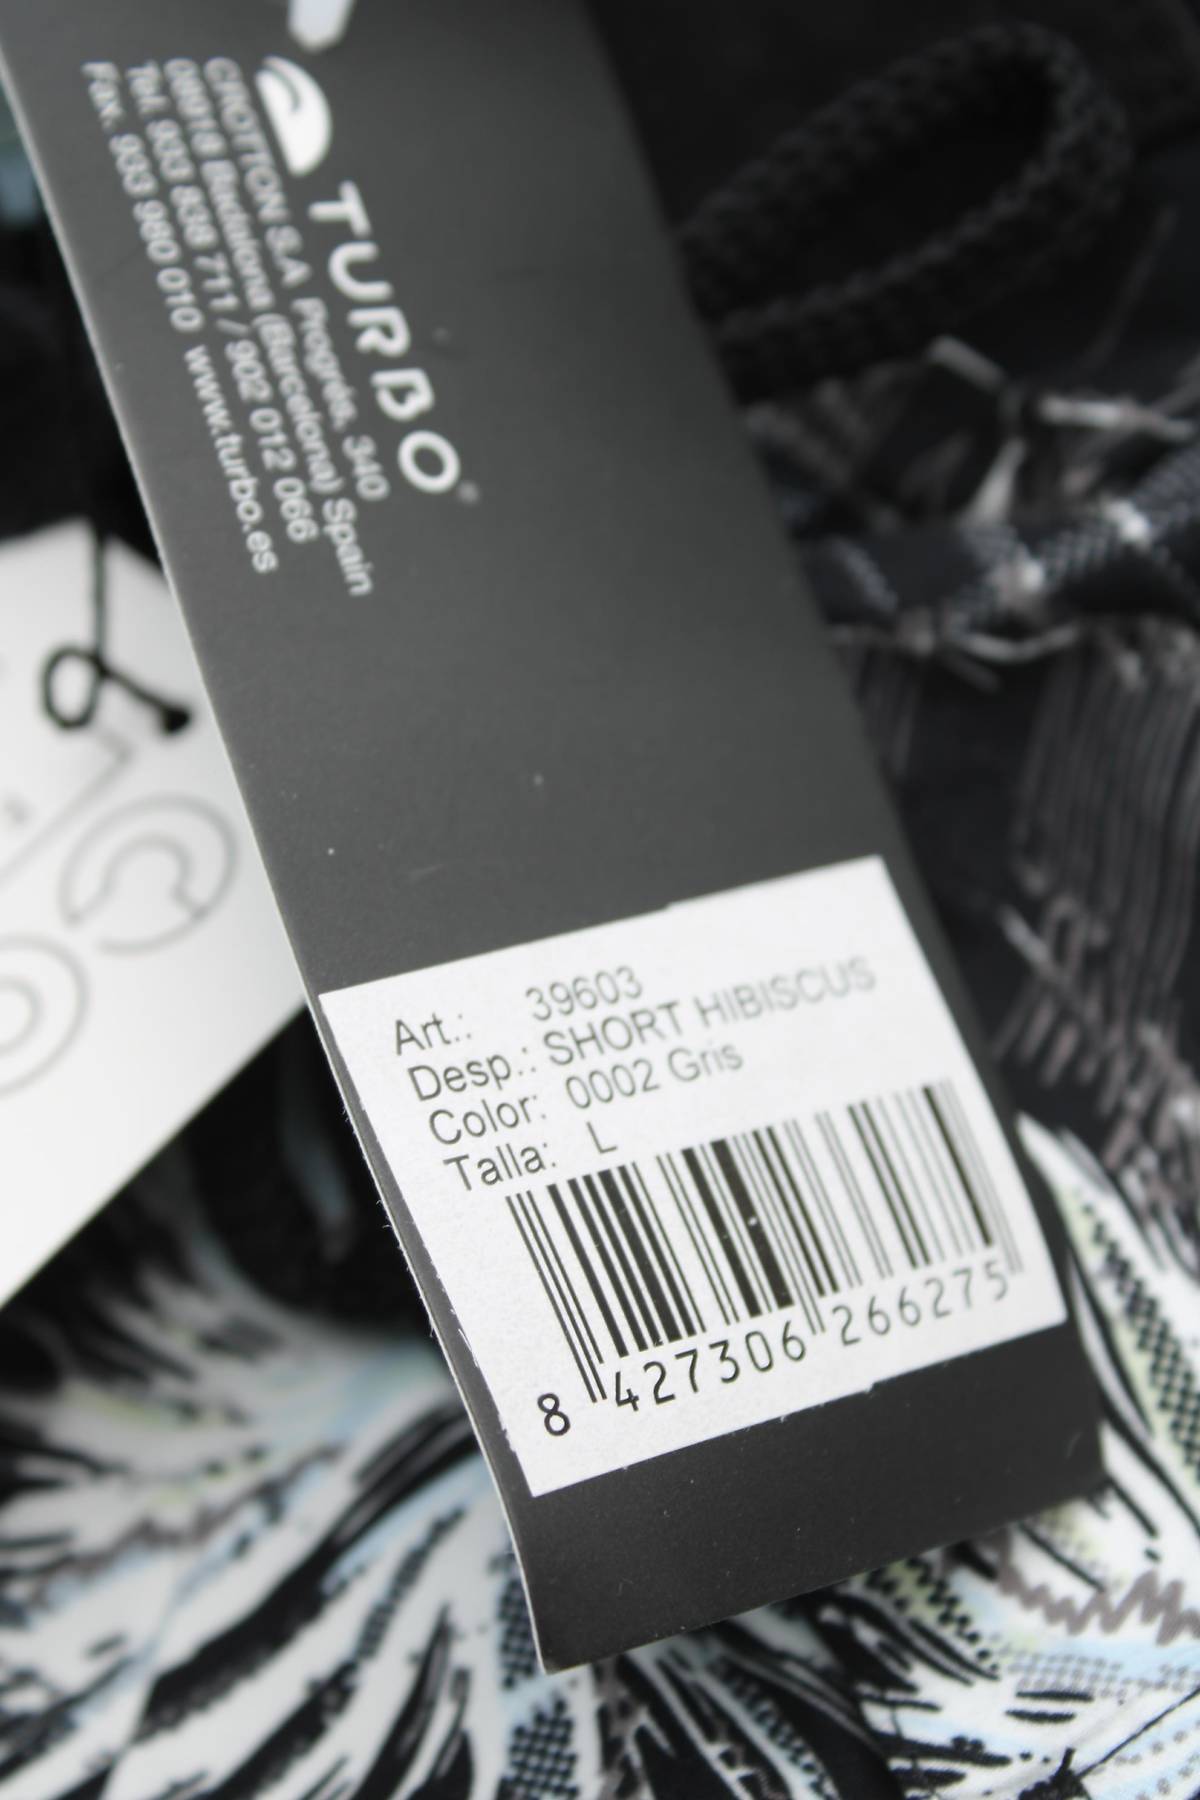 TURBO®
CROTTON S.A. Progrés, 340
08918 Badalona (Barcelona) Spain
Tel. 933 838 711 / 902 012 066
Fax. 933 980 010 www.turbo.es
Art.: 39603
Desp.: SHORT HIBISCUS
Color: 0002 Gris
Talla: L
8 427306 266275